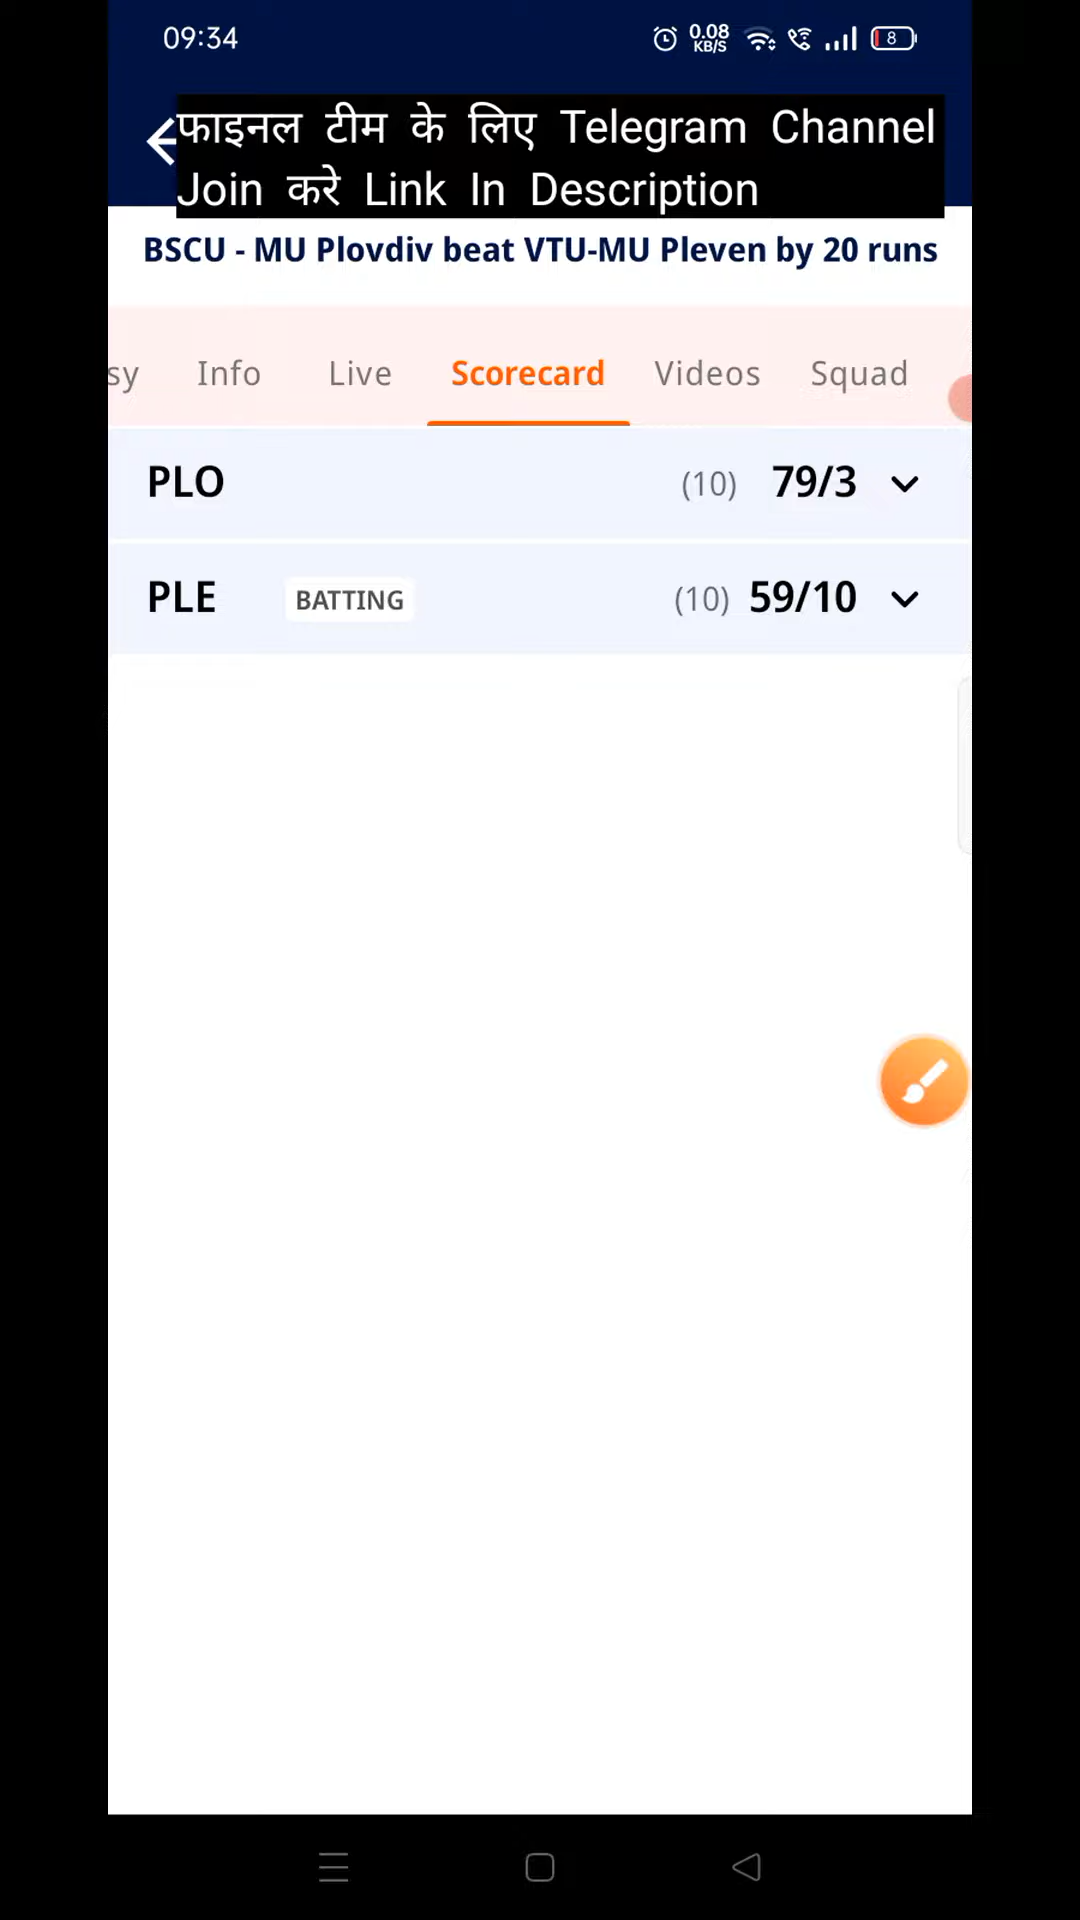 09:34
0.08
KB/S
8
फाइनल टीम के लिए Telegram Channel
Join करे Link In Description
BSCU - MU Plovdiv beat VTU-MU Pleven by 20 runs
sy Info Live Scorecard Videos Squad
PLO (10) 79/3
PLE BATTING (10) 59/10